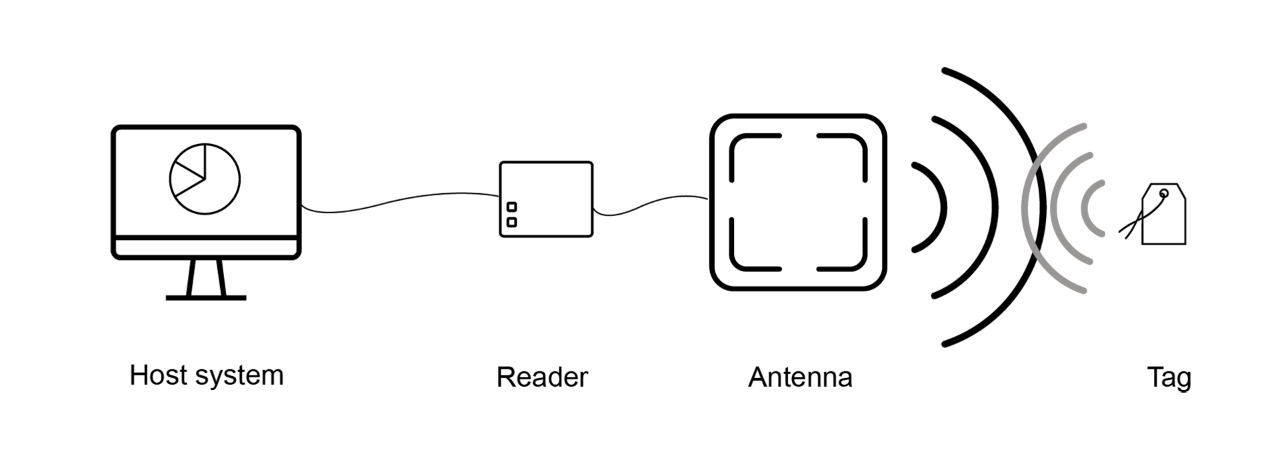 Host system
Reader
Antenna
Tag